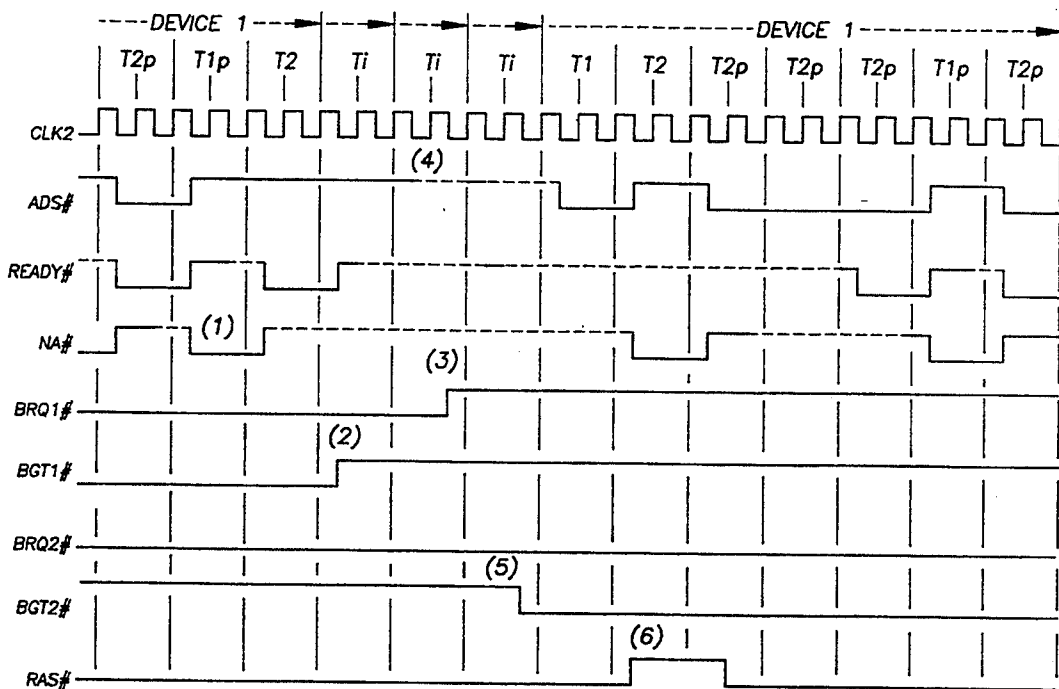 DEVICE 1 DEVICE 1
T2p T1p T2 Ti Ti Ti T1 T2 T2p T2p T2p T1p T2p
CLK2
(4)
ADS#
READY#
(1)
NA#
(3)
BRQ1#
(2)
BGT1#
BRQ2#
(5)
BGT2#
(6)
RAS#